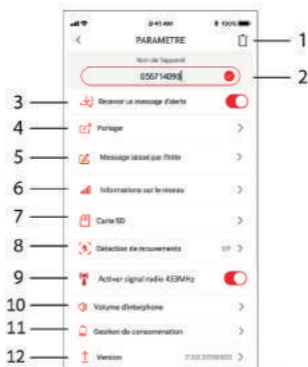 9:41 AM
100%
PARAMETRE
1
Nom de l'appareil
056714093
2
3
Recevoir un message d'alerte
4
Partager
5
Message laissé par l'hôte
6
Informations sur le réseau
7
Carte SD
8
Détection de mouvements
9
Activer signal radio 433MHz
10
Volume d'interphone
11
Gestion de consommation
12
Version